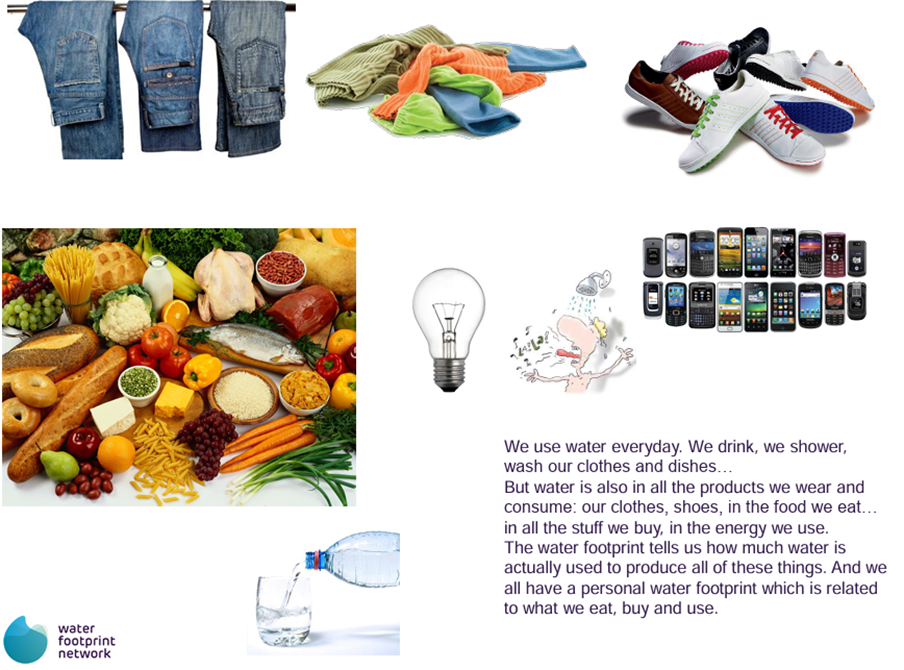 La La!
We use water everyday. We drink, we shower,
wash our clothes and dishes…
But water is also in all the products we wear and
consume: our clothes, shoes, in the food we eat…
in all the stuff we buy, in the energy we use.
The water footprint tells us how much water is
actually used to produce all of these things. And we
all have a personal water footprint which is related
to what we eat, buy and use.
water
footprint
network